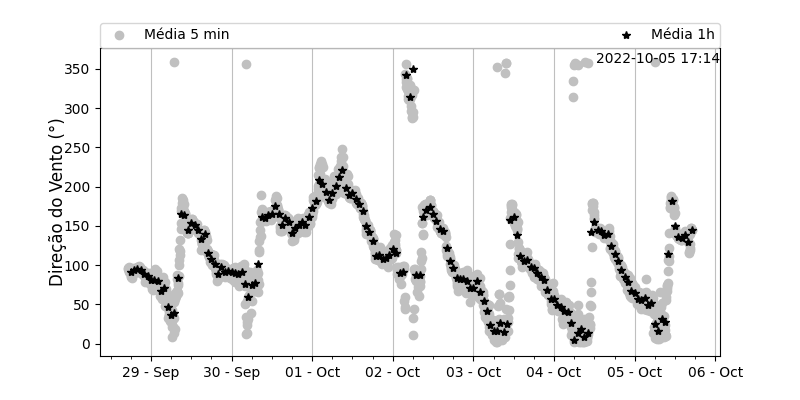 Média 5 min
Média 1h
2022-10-05 17:14
Direção do Vento (°)
350
300
250
200
150
100
50
0
29 - Sep
30 - Sep
01 - Oct
02 - Oct
03 - Oct
04 - Oct
05 - Oct
06 - Oct